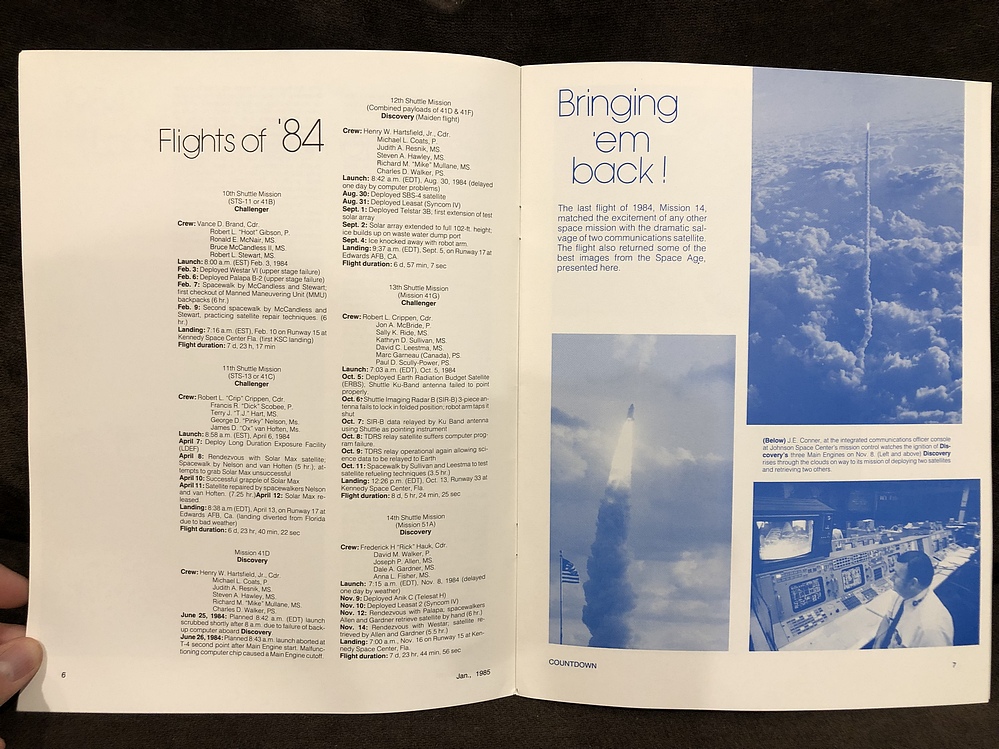 Flights of '84
10th Shuttle Mission
(STS-11 or 41B)
Challenger
Crew: Vance D. Brand, Cdr.
Robert L. "Hoot" Gibson, P.
Ronald E. McNair, MS.
Bruce McCandless II, MS.
Robert L. Stewart, MS.
Launch: 8:00 a.m. (EST) Feb. 3, 1984
Feb. 3: Deployed Westar VI (upper stage failure)
Feb. 6: Deployed Palapa B-2 (upper stage failure)
Feb. 7: Spacewalk by McCandless and Stewart;
first checkout of Manned Maneuvering Unit (MMU)
backpacks (6 hr.)
Feb. 9: Second spacewalk by McCandless and
Stewart, practicing satellite repair techniques. (6
hr.)
Landing: 7:16 a.m. (EST), Feb. 10 on Runway 15 at
Kennedy Space Center Fla. (first KSC landing)
Flight duration: 7 d, 23 h, 17 min
11th Shuttle Mission
(STS-13 or 41C)
Challenger
Crew: Robert L. "Crip" Crippen, Cdr.
Francis R. "Dick" Scobee, P.
Terry J. "T.J." Hart, MS.
George D. "Pinky" Nelson, Ms.
James D. "Ox" van Hoften, Ms.
Launch: 8:58 a.m. (EST), April 6, 1984
April 7: Deploy Long Duration Exposure Facility
(LDEF)
April 8: Rendezvous with Solar Max satellite;
Spacewalk by Nelson and van Hoften (5 hr.); at-
tempts to grab Solar Max unsuccessful
April 10: Successful grapple of Solar Max
April 11: Satellite repaired by spacewalkers Nelson
and van Hoften. (7.25 hr.) April 12: Solar Max re-
leased.
Landing: 8:38 a.m (EST), April 13, on Runway 17 at
Edwards AFB, Ca. (landing diverted from Florida
due to bad weather)
Flight duration: 6 d, 23 hr, 40 min, 22 sec
Mission 41D
Discovery
Crew: Henry W. Hartsfield, Jr., Cdr.
Michael L. Coats, P
Judith A. Resnik, MS.
Steven A. Hawley, MS.
Richard M. "Mike" Mullane, MS.
Charles D. Walker, PS.
June 25, 1984: Planned 8:42 a.m. (EDT) launch
scrubbed shortly after 8 a.m. due to failure of back-
up computer aboard Discovery
June 26, 1984: Planned 8:43 a.m. launch aborted at
T-4 second point after Main Engine start. Malfunc-
tioning computer chip caused a Main Engine cutoff.
6
12th Shuttle Mission
(Combined payloads of 41D & 41F)
Discovery (Maiden flight)
Crew: Henry W. Hartsfield, Jr., Cdr.
Michael L. Coats, P.
Judith A. Resnik, MS.
Steven A. Hawley, MS.
Richard M. "Mike" Mullane, MS.
Charles D. Walker, PS.
Launch: 8:42 a.m. (EDT), Aug. 30, 1984 (delayed
one day by computer problems)
Aug. 30: Deployed SBS-4 satellite
Aug. 31: Deployed Leasat (Syncom IV)
Sept. 1: Deployed Telstar 3B; first extension of test
solar array
Sept. 2: Solar array extended to full 102-ft. height;
ice builds up on waste water dump port
Sept. 4: Ice knocked away with robot arm.
Landing: 9:37 a.m. (EDT), Sept. 5, on Runway 17 at
Edwards AFB, CA
Flight duration: 6 d, 57 min, 7 sec
13th Shuttle Mission
(Mission 41G)
Challenger
Crew: Robert L. Crippen, Cdr.
Jon A. McBride, P.
Sally K. Ride, MS.
Kathryn D. Sullivan, MS.
David C. Leestma, MS.
Marc Garneau (Canada), PS.
Paul D. Scully-Power, PS.
Launch: 7:03 a.m. (EDT), Oct. 5, 1984
Oct. 5: Deployed Earth Radiation Budget Satellite
(ERBS); Shuttle Ku-Band antenna failed to point
properly.
Oct. 6: Shuttle Imaging Radar B (SIR-B) 3-piece an-
tenna fails to lock in folded position; robot arm taps it
shut
Oct. 7: SIR-B data relayed by Ku Band antenna
using Shuttle as pointing instrument
Oct. 8: TDRS relay satellite suffers computer prog-
ram failure.
Oct. 9: TDRS relay operational again allowing sci-
ence data to be relayed to Earth
Oct. 11: Spacewalk by Sullivan and Leestma to test
satellite refueling techniques (3.5 hr.)
Landing: 12:26 p.m. (EDT), Oct. 13, Runway 33 at
Kennedy Space Center, Fla.
Flight duration: 8 d, 5 hr, 24 min, 25 sec
14th Shuttle Mission
(Mission 51A)
Discovery
Crew: Frederick H "Rick" Hauk, Cdr.
David M. Walker, P.
Joseph P. Allen, MS.
Dale A. Gardner, MS.
Anna L. Fisher, MS.
Launch: 7:15 a.m. (EDT), Nov. 8, 1984 (delayed
one day by weather)
Nov. 9: Deployed Anik C (Telesat H)
Nov. 10: Deployed Leasat 2 (Syncom IV)
Nov. 12: Rendezvous with Palapa; spacewalkers
Allen and Gardner retrieve satellite by hand (6 hr.)
Nov. 14: Rendezvous with Westar; satellite re-
trieved by Allen and Gardner (5.5 hr.)
Landing: 7:00 a.m., Nov. 16 on Runway 15 at Ken-
nedy Space Center, Fla.
Flight duration: 7 d, 23 hr, 44 min. 56 sec
Jan., 1985
Bringing
'em
back!
The last flight of 1984, Mission 14,
matched the excitement of any other
space mission with the dramatic sal-
vage of two communications satellite.
The flight also returned some of the
best images from the Space Age,
presented here.
(Below) J.E. Conner, at the integrated communications officer console
at Johnson Space Center's mission control watches the ignition of Dis-
covery's three Main Engines on Nov. 8. (Left and above) Discovery
rises through the clouds on way to its mission of deploying two satellites
and retrieving two others.
COUNTDOWN
7